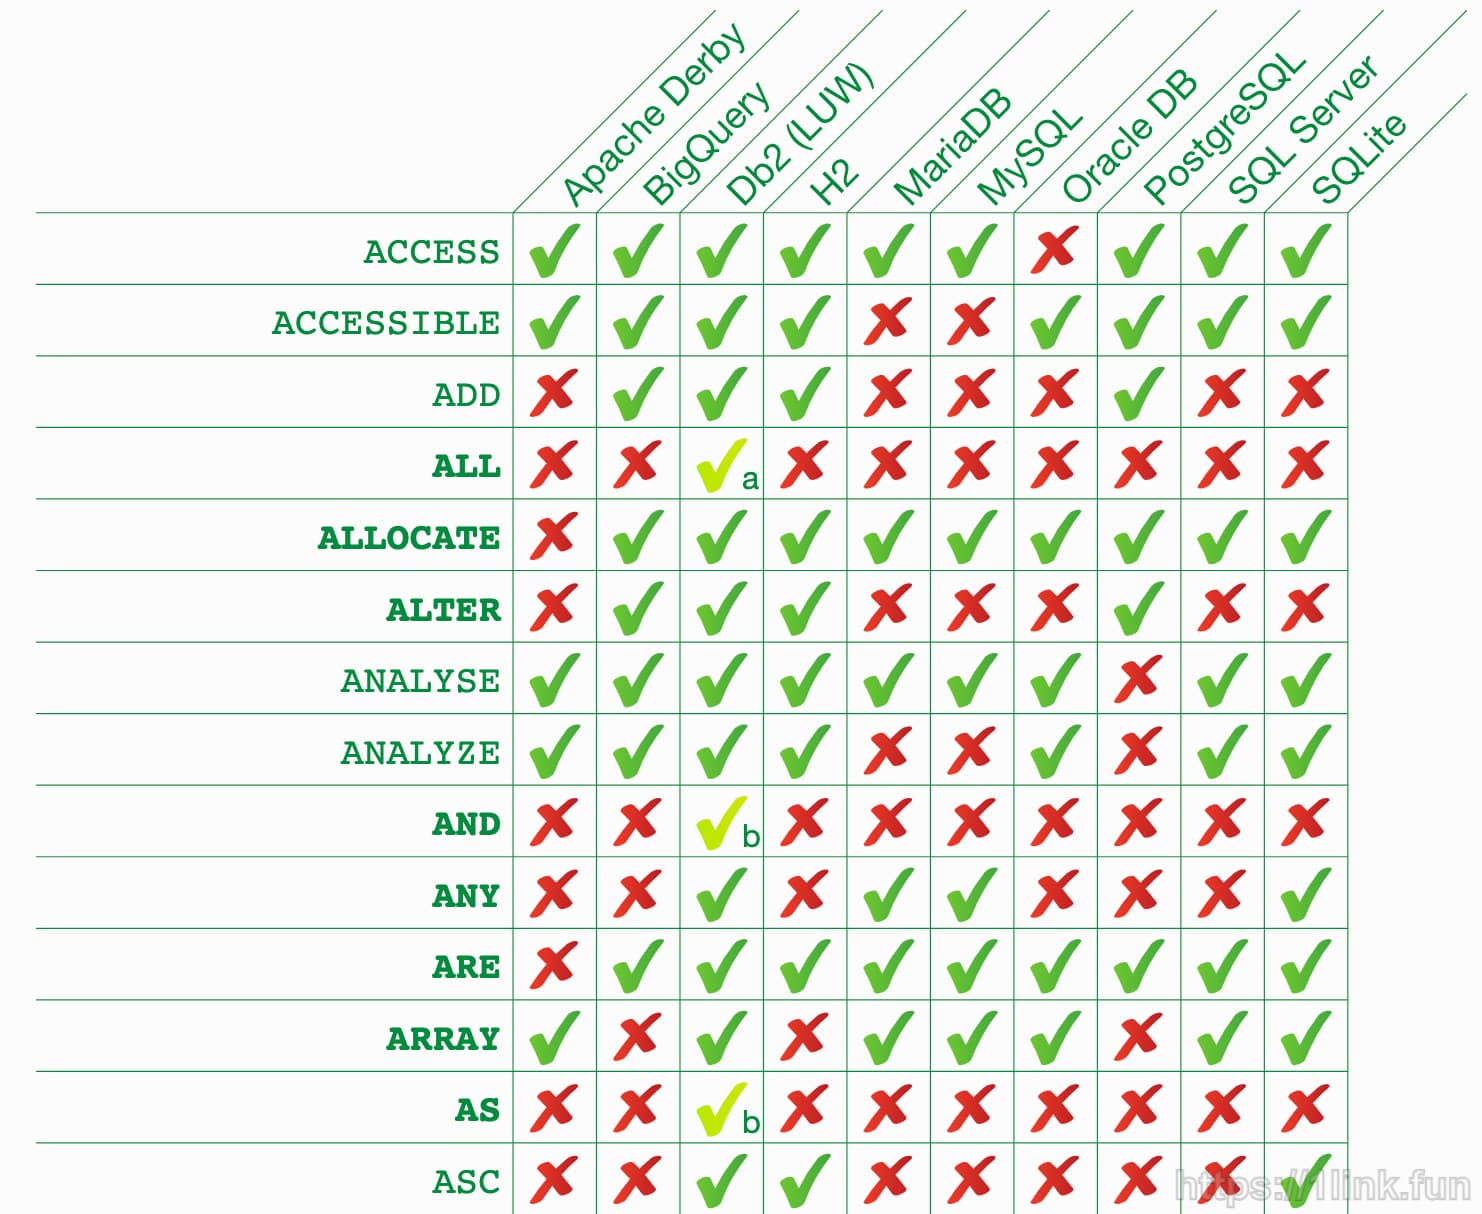 Apache Derby
BigQuery
Db2 (LUW)
H2
MariaDB
MySQL
Oracle DB
PostgreSQL
SQL Server
SQLite
ACCESS
ACCESSIBLE
ADD
ALL
a
ALLOCATE
ALTER
ANALYSE
ANALYZE
AND
b
ANY
ARE
ARRAY
AS
b
ASC
https://1link.fun